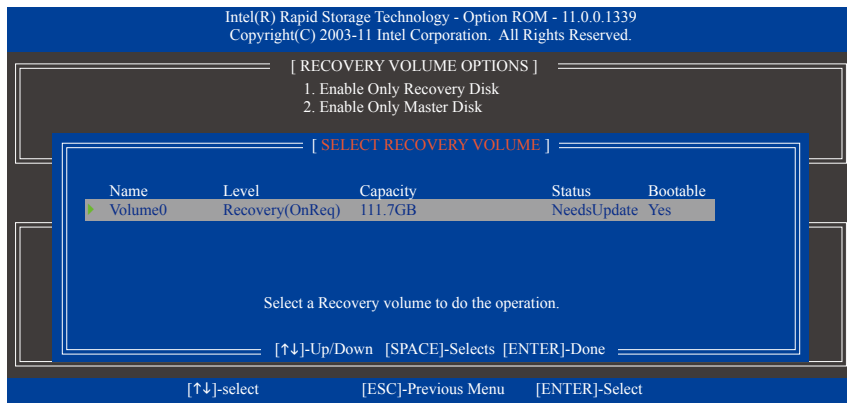 Intel(R) Rapid Storage Technology - Option ROM - 11.0.0.1339
Copyright(C) 2003-11 Intel Corporation. All Rights Reserved.
[ RECOVERY VOLUME OPTIONS ]
1. Enable Only Recovery Disk
2. Enable Only Master Disk
[ SELECT RECOVERY VOLUME ]
Name Level Capacity Status Bootable
Volume0 Recovery(OnReq) 111.7GB NeedsUpdate Yes
Select a Recovery volume to do the operation.
[↑↓]-Up/Down [SPACE]-Selects [ENTER]-Done
[↑↓]-select [ESC]-Previous Menu [ENTER]-Select